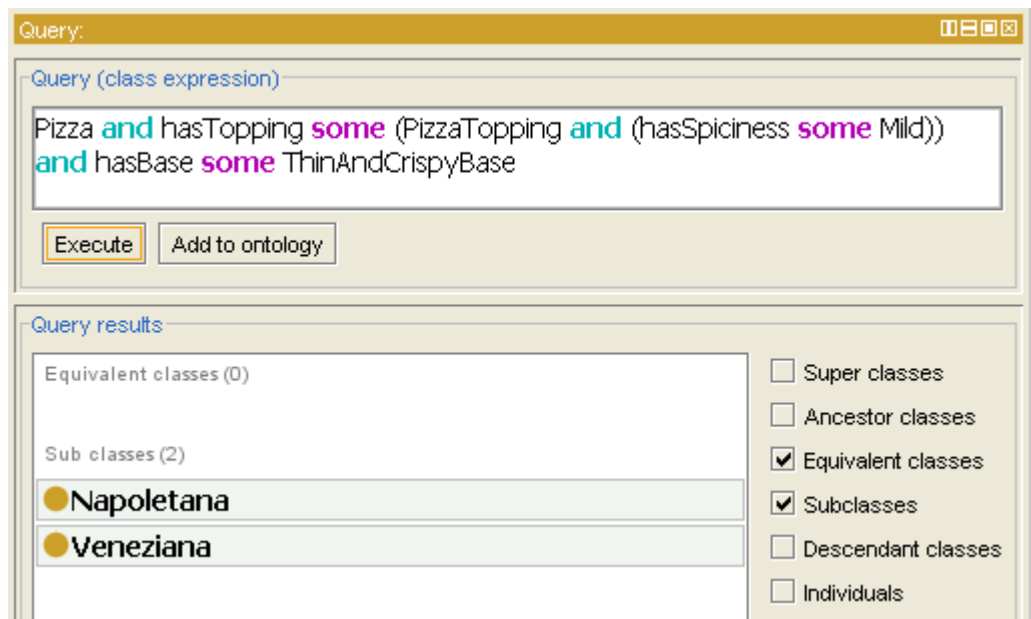 Query:
Query (class expression)
Pizza and hasTopping some (PizzaTopping and (hasSpiciness some Mild))
and hasBase some ThinAndCrispyBase
Execute
Add to ontology
Query results
Equivalent classes (0)
Sub classes (2)
Napoletana
Veneziana
Super classes
Ancestor classes
Equivalent classes
Subclasses
Descendant classes
Individuals